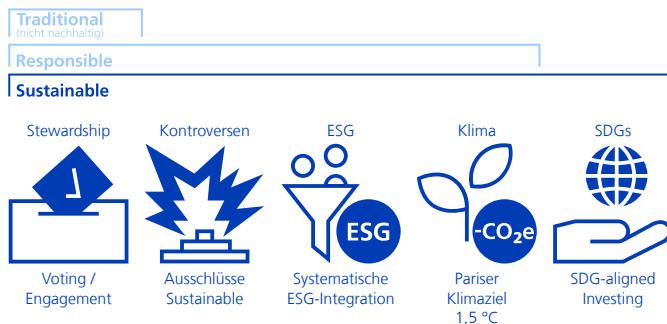 Traditional
(nicht nachhaltig)
Responsible
Sustainable
Stewardship
Kontroversen
ESG
Klima
SDGs
ESG
-CO₂e
Voting /
Engagement
Ausschlüsse
Sustainable
Systematische
ESG-Integration
Pariser
Klimaziel
1,5 °C
SDG-aligned
Investing